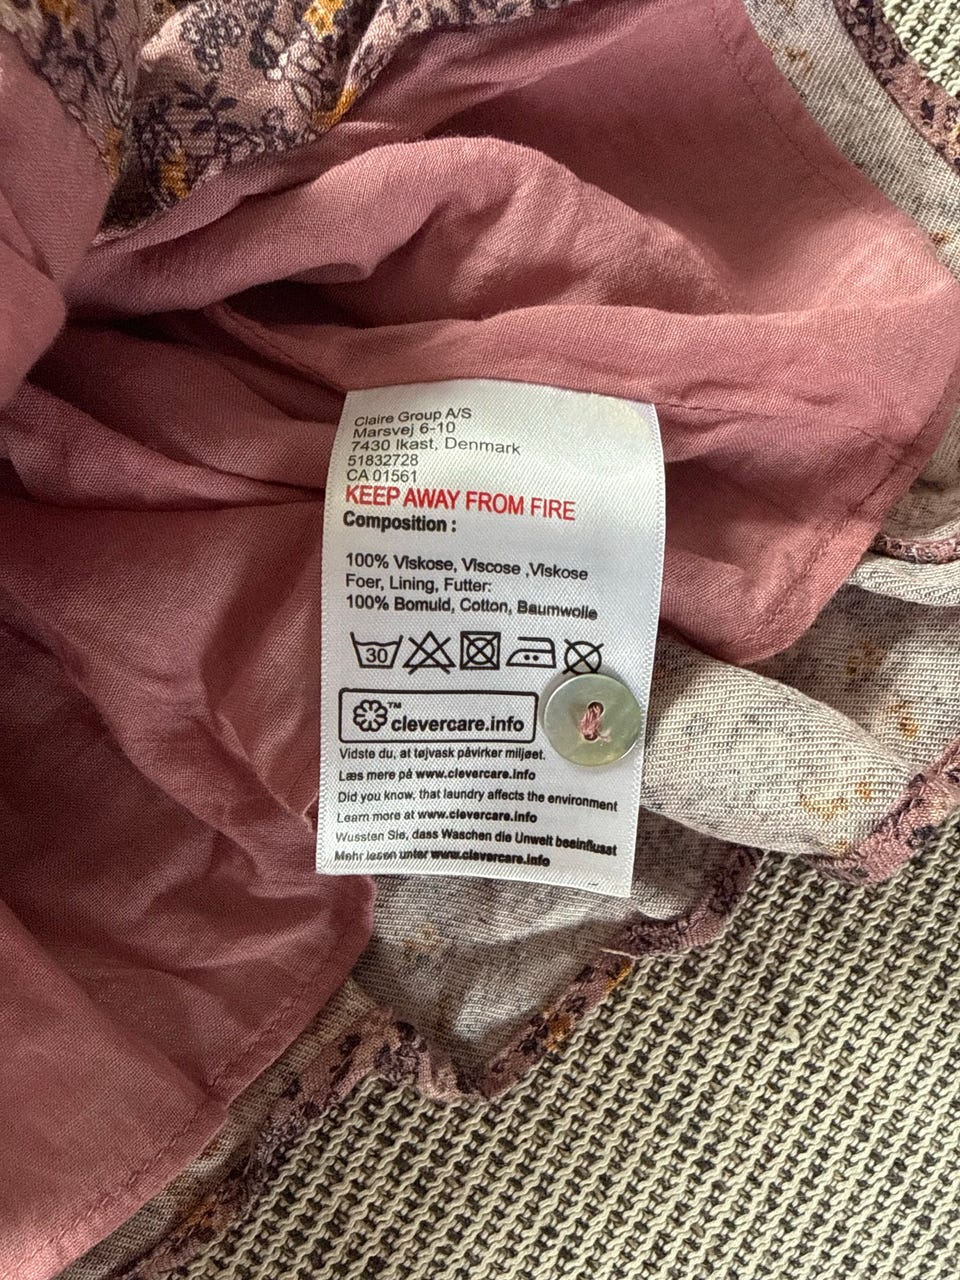 Claire Group A/S
Marsvej 6-10
7430 Ikast, Denmark
51832728
CA 01561
KEEP AWAY FROM FIRE
Composition :
100% Viskose, Viscose ,Viskose
Foer, Lining, Futter:
100% Bomuld, Cotton, Baumwolle
30
™
clevercare.info
Vidste du, at tøjvask påvirker miljøet.
Læs mere på www.clevercare.info
Did you know, that laundry affects the environment
Learn more at www.clevercare.info
Wussten Sie, dass Waschen die Umwelt beeinflusst
Mehr lesen unter www.clevercare.info